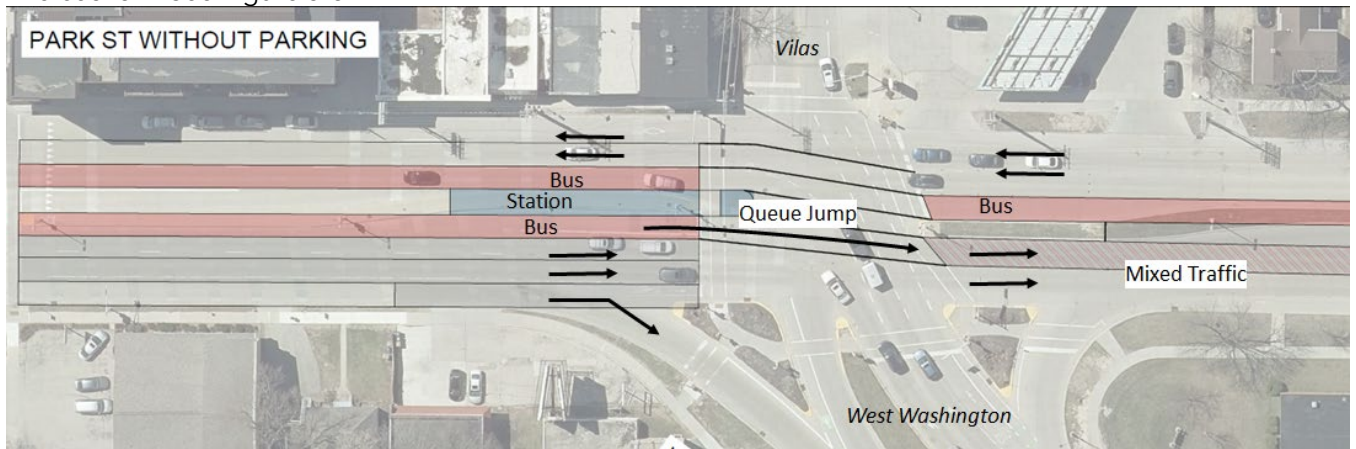 PARK ST WITHOUT PARKING
Vilas
Bus
Station
Bus
Queue Jump
Bus
Mixed Traffic
West Washington